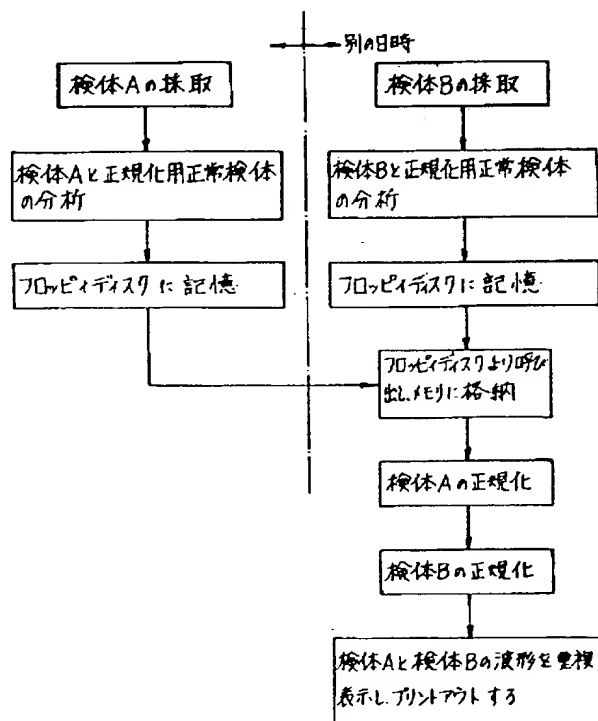 別の日時
検体Aの採取
検体Aと正規化用正常検体
の分析
フロッピィディスクに記憶
検体Bの採取
検体Bと正規化用正常検体
の分析
フロッピィディスクに記憶
フロッピィディスクより呼び
出し、メモリに格納
検体Aの正規化
検体Bの正規化
検体Aと検体Bの波形を重複
表示し、プリントアウトする